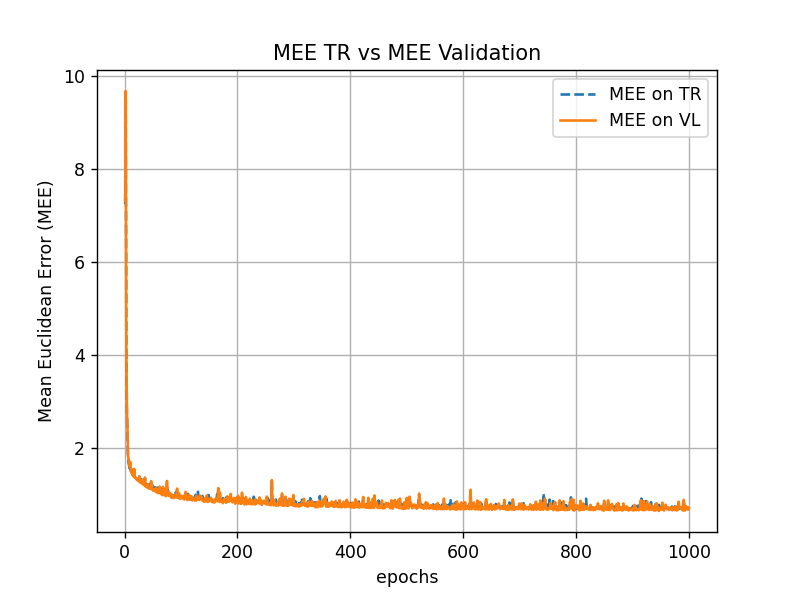 MEE TR vs MEE Validation
MEE on TR
MEE on VL
Mean Euclidean Error (MEE)
10
8
6
4
2
0
200
400
600
800
1000
epochs